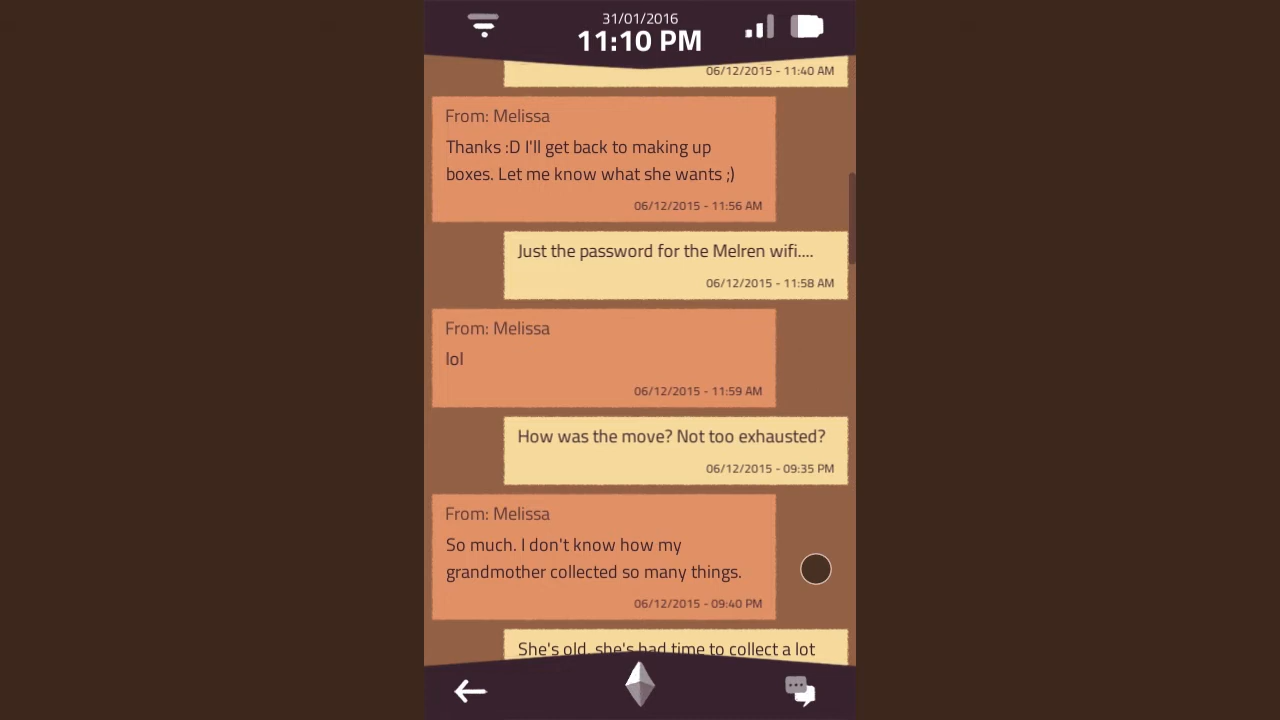 31/01/2016
11:10 PM
06/12/2015 - 11:40 AM
From: Melissa
Thanks :D I'll get back to making up
boxes. Let me know what she wants ;)
06/12/2015 - 11:56 AM
Just the password for the Melren wifi....
06/12/2015 - 11:58 AM
From: Melissa
lol
06/12/2015 - 11:59 AM
How was the move? Not too exhausted?
06/12/2015 - 09:35 PM
From: Melissa
So much. I don't know how my
grandmother collected so many things.
06/12/2015 - 09:40 PM
She's old, she's had time to collect a lot